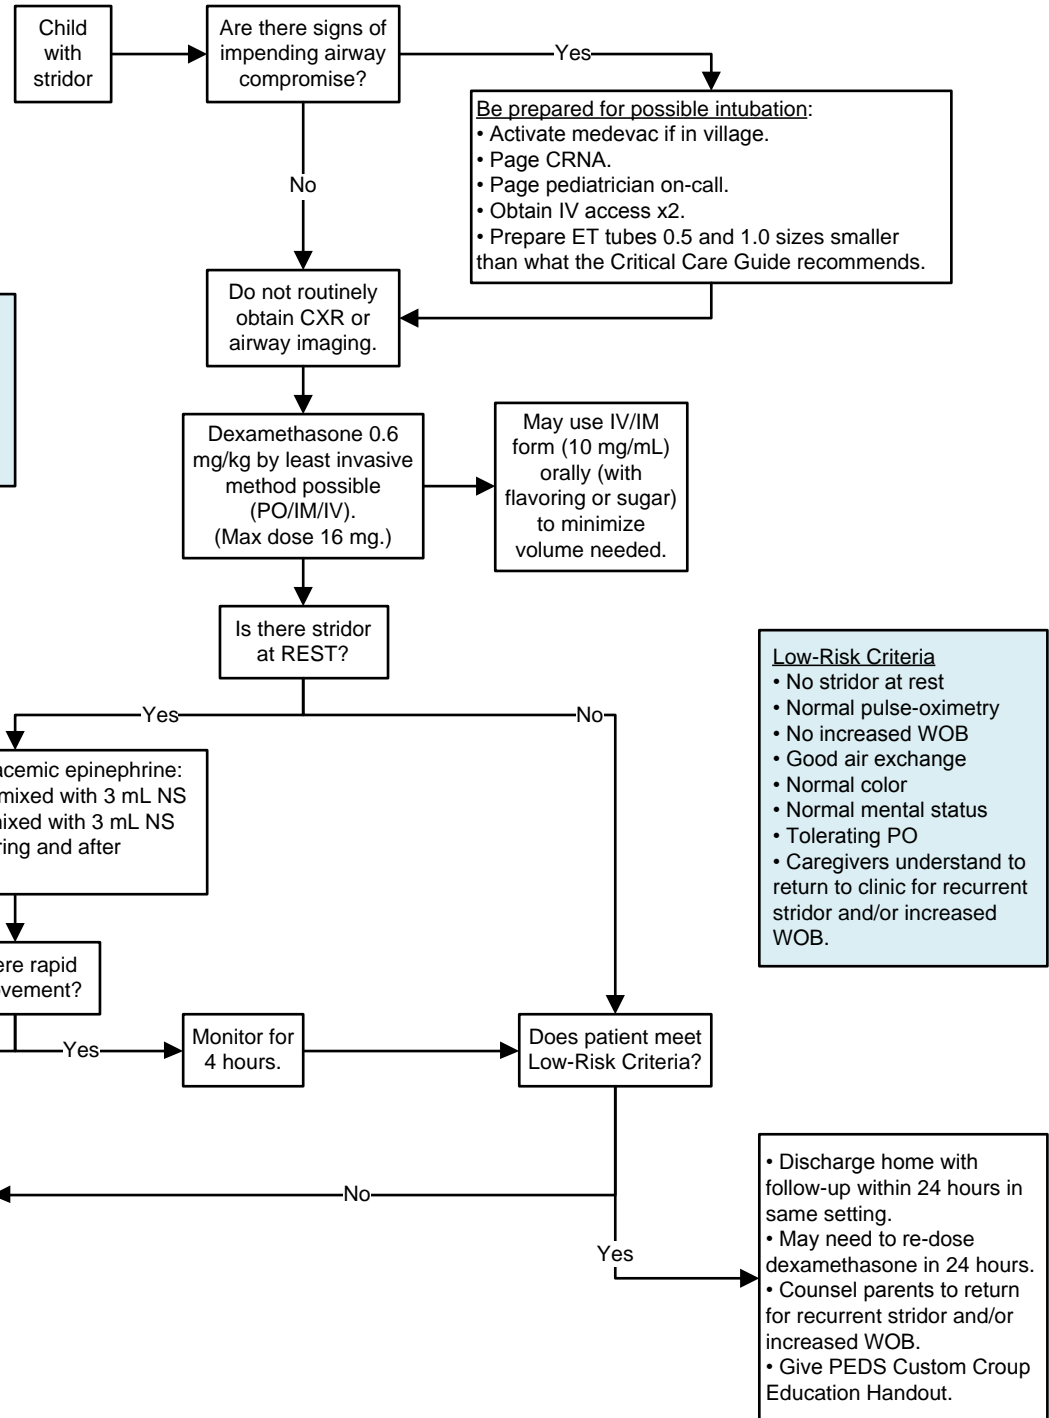 Child
with
stridor
Are there signs of
impending airway
compromise?
Yes
Be prepared for possible intubation:
• Activate medevac if in village.
• Page CRNA.
• Page pediatrician on-call.
• Obtain IV access x2.
• Prepare ET tubes 0.5 and 1.0 sizes smaller
than what the Critical Care Guide recommends.
No
Do not routinely
obtain CXR or
airway imaging.
Dexamethasone 0.6
mg/kg by least invasive
method possible
(PO/IM/IV).
(Max dose 16 mg.)
May use IV/IM
form (10 mg/mL)
orally (with
flavoring or sugar)
to minimize
volume needed.
Is there stridor
at REST?
Yes
No
Low-Risk Criteria
• No stridor at rest
• Normal pulse-oximetry
• No increased WOB
• Good air exchange
• Normal color
• Normal mental status
• Tolerating PO
• Caregivers understand to
return to clinic for recurrent
stridor and/or increased
WOB.
acemic epinephrine:
mixed with 3 mL NS
ixed with 3 mL NS
ring and after
ere rapid
ovement?
Yes
Monitor for
4 hours.
Does patient meet
Low-Risk Criteria?
No
Yes
• Discharge home with
follow-up within 24 hours in
same setting.
• May need to re-dose
dexamethasone in 24 hours.
• Counsel parents to return
for recurrent stridor and/or
increased WOB.
• Give PEDS Custom Croup
Education Handout.